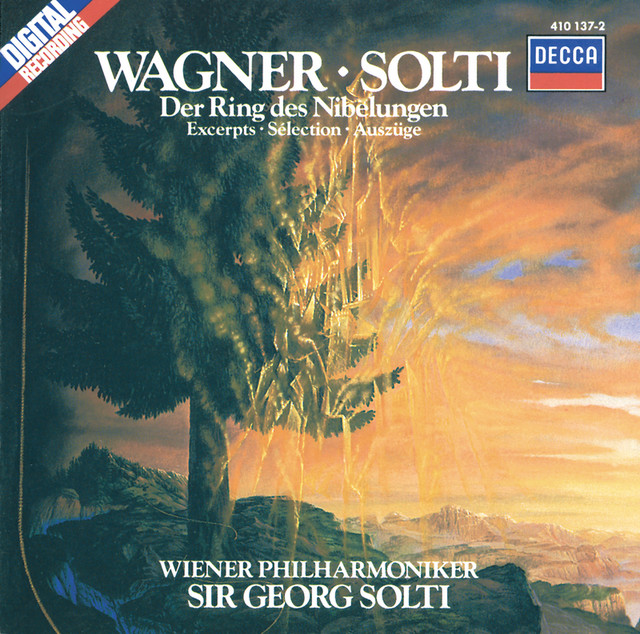 DIGITAL
RECORDING
410 137-2
DECCA
WAGNER · SOLTI
Der Ring des Nibelungen
Excerpts · Sélection · Auszüge
WIENER PHILHARMONIKER
SIR GEORG SOLTI